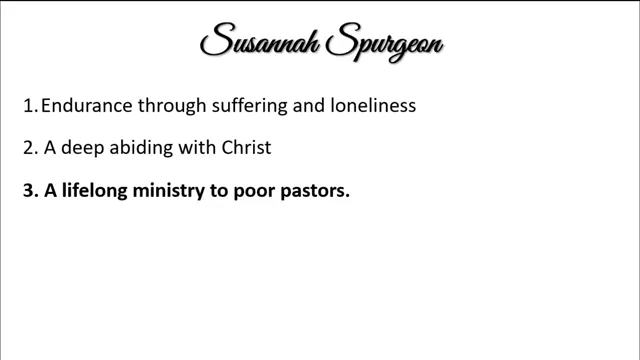 Susannah Spurgeon
1. Endurance through suffering and loneliness
2. A deep abiding with Christ
3. A lifelong ministry to poor pastors.